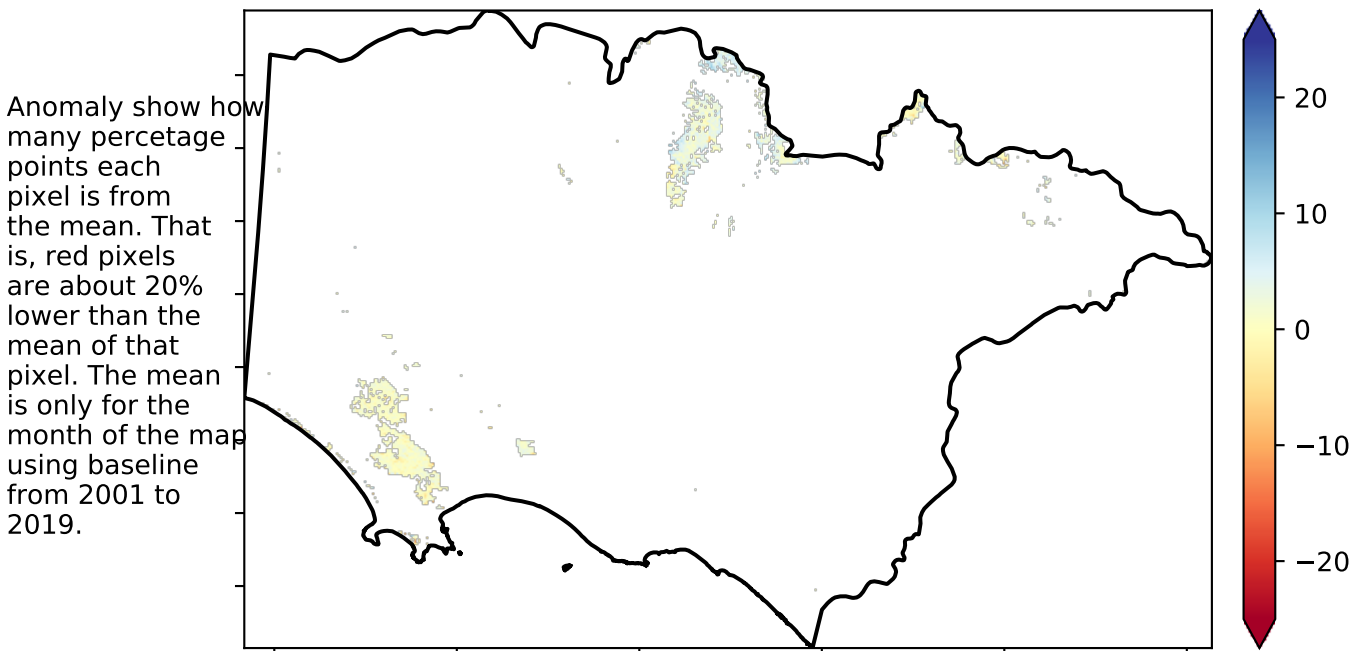 Anomaly show how
many percetage
points each
pixel is from
the mean. That
is, red pixels
are about 20%
lower than the
mean of that
pixel. The mean
is only for the
month of the map
using baseline
from 2001 to
2019.
20
10
0
−10
−20